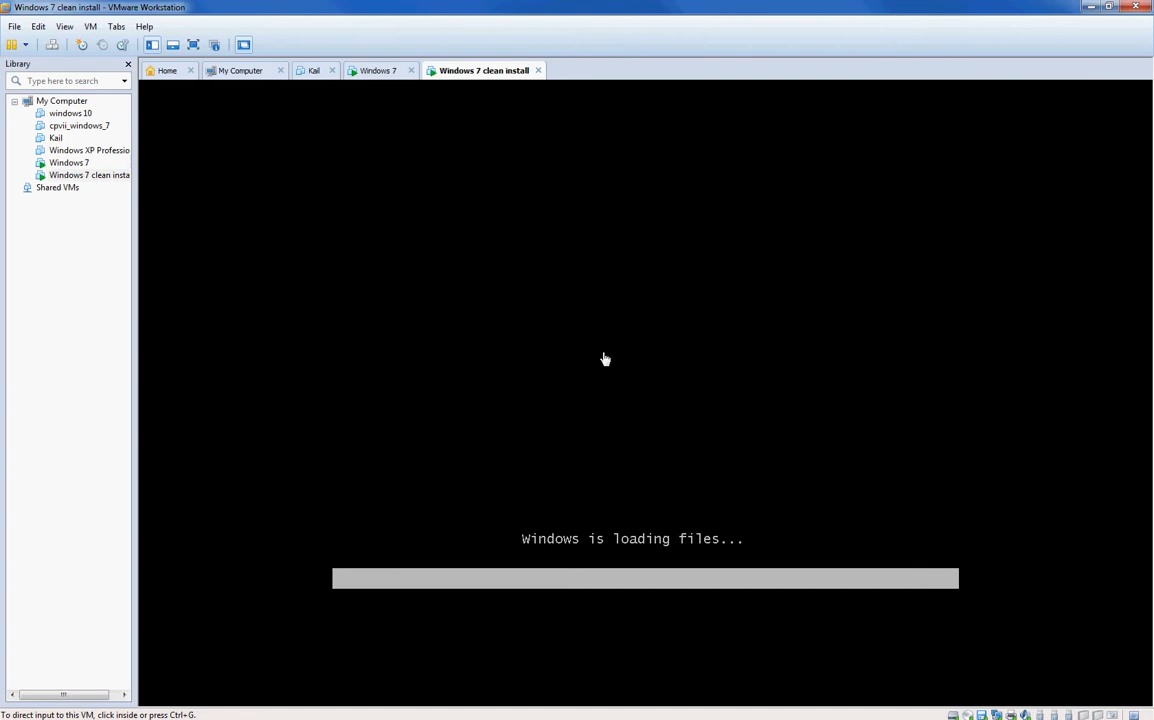 Windows 7 clean install - VMware Workstation
File Edit View VM Tabs Help
Library
Type here to search
My Computer
windows 10
cpvii_windows_7
Kail
Windows XP Professio
Windows 7
Windows 7 clean insta
Shared VMs
Home My Computer Kail Windows 7 Windows 7 clean install
Windows is loading files...
To direct input to this VM, click inside or press Ctrl+G.